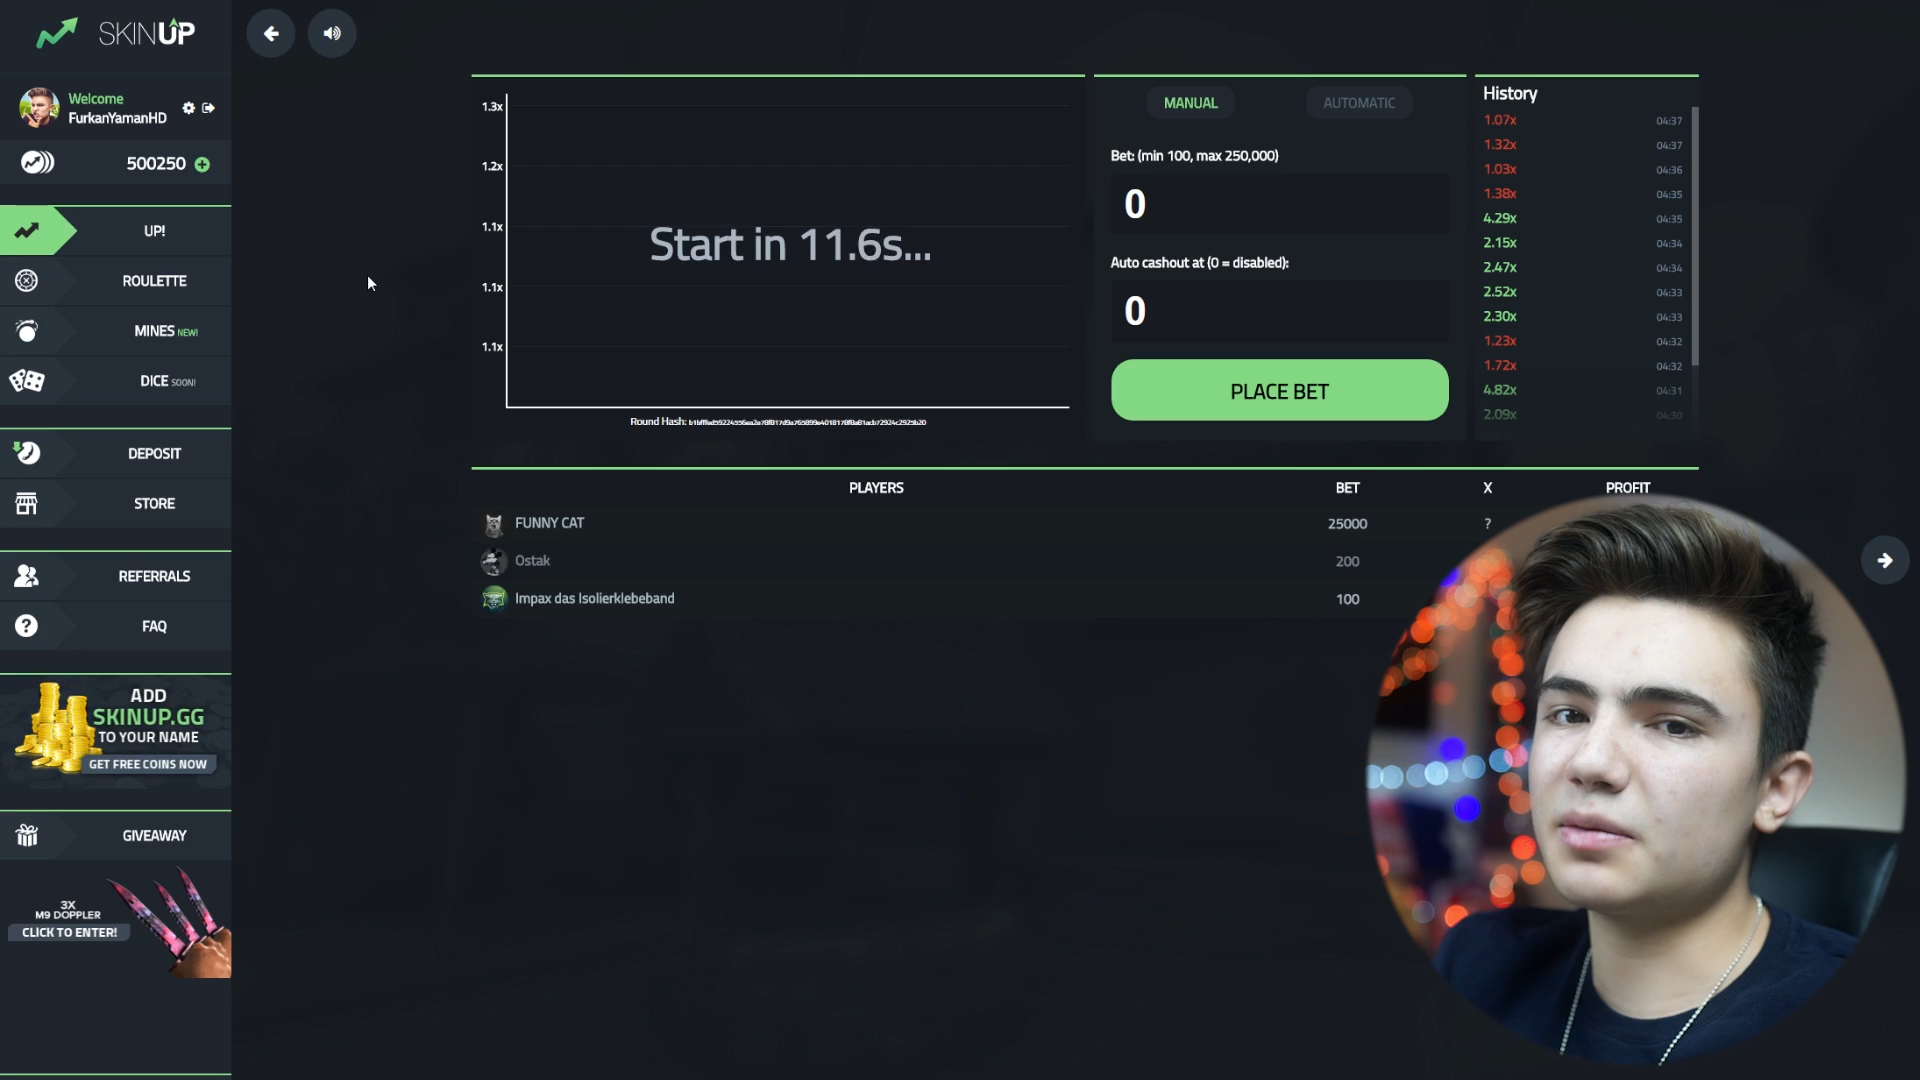 SKINUP
Welcome
FurkanYamanHD
500250
UP!
ROULETTE
MINES NEW!
DICE SOON!
DEPOSIT
STORE
REFERRALS
FAQ
ADD
SKINUP.GG
TO YOUR NAME
GET FREE COINS NOW
GIVEAWAY
3X
M9 DOPPLER
CLICK TO ENTER!
1.3x
1.2x
1.1x
1.1x
1.1x
Start in 11.6s...
Round Hash:
MANUAL AUTOMATIC
Bet: (min 100, max 250,000)
0
Auto cashout at (0 = disabled):
0
PLACE BET
History
1.07x 04:37
1.32x 04:37
1.03x 04:36
1.38x 04:35
4.29x 04:35
2.15x 04:34
2.47x 04:34
2.52x 04:33
2.30x 04:33
1.23x 04:32
1.72x 04:32
4.82x 04:31
2.09x 04:30
PLAYERS BET X PROFIT
FUNNY CAT 25000 ?
Ostak 200
Impax das Isolierklebeband 100